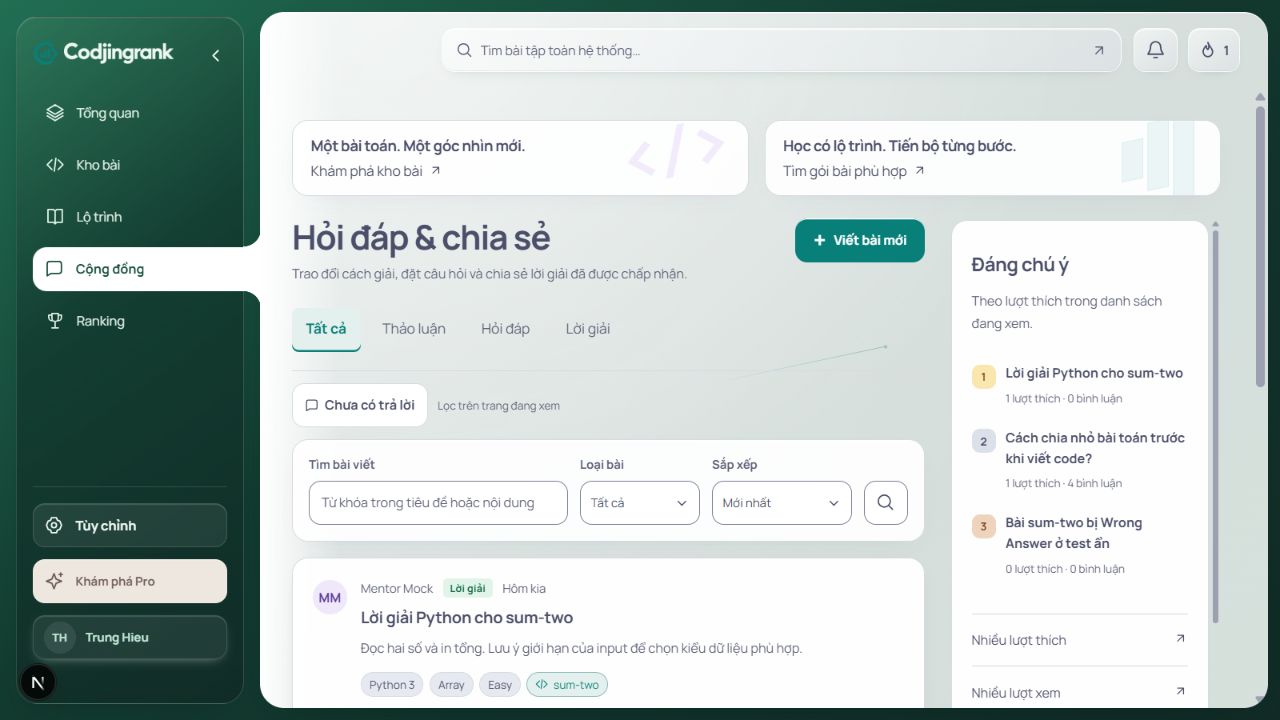 Codjingrank
Tổng quan
Kho bài
Lộ trình
Cộng đồng
Ranking
Tùy chỉnh
Khám phá Pro
TH Trung Hieu
N
Tìm bài tập toàn hệ thống...
1
Một bài toán. Một góc nhìn mới.
Khám phá kho bài
</>
Học có lộ trình. Tiến bộ từng bước.
Tìm gói bài phù hợp
Hỏi đáp & chia sẻ
Trao đổi cách giải, đặt câu hỏi và chia sẻ lời giải đã được chấp nhận.
+ Viết bài mới
Tất cả Thảo luận Hỏi đáp Lời giải
Chưa có trả lời Lọc trên trang đang xem
Tìm bài viết Loại bài Sắp xếp
Từ khóa trong tiêu đề hoặc nội dung Tất cả Mới nhất
MM Mentor Mock Lời giải Hôm kia
Lời giải Python cho sum-two
Đọc hai số và in tổng. Lưu ý giới hạn của input để chọn kiểu dữ liệu phù hợp.
Python 3 Array Easy </> sum-two
Đáng chú ý
Theo lượt thích trong danh sách
đang xem.
1 Lời giải Python cho sum-two
1 lượt thích · 0 bình luận
2 Cách chia nhỏ bài toán trước
khi viết code?
1 lượt thích · 4 bình luận
3 Bài sum-two bị Wrong
Answer ở test ẩn
0 lượt thích · 0 bình luận
Nhiều lượt thích
Nhiều lượt xem